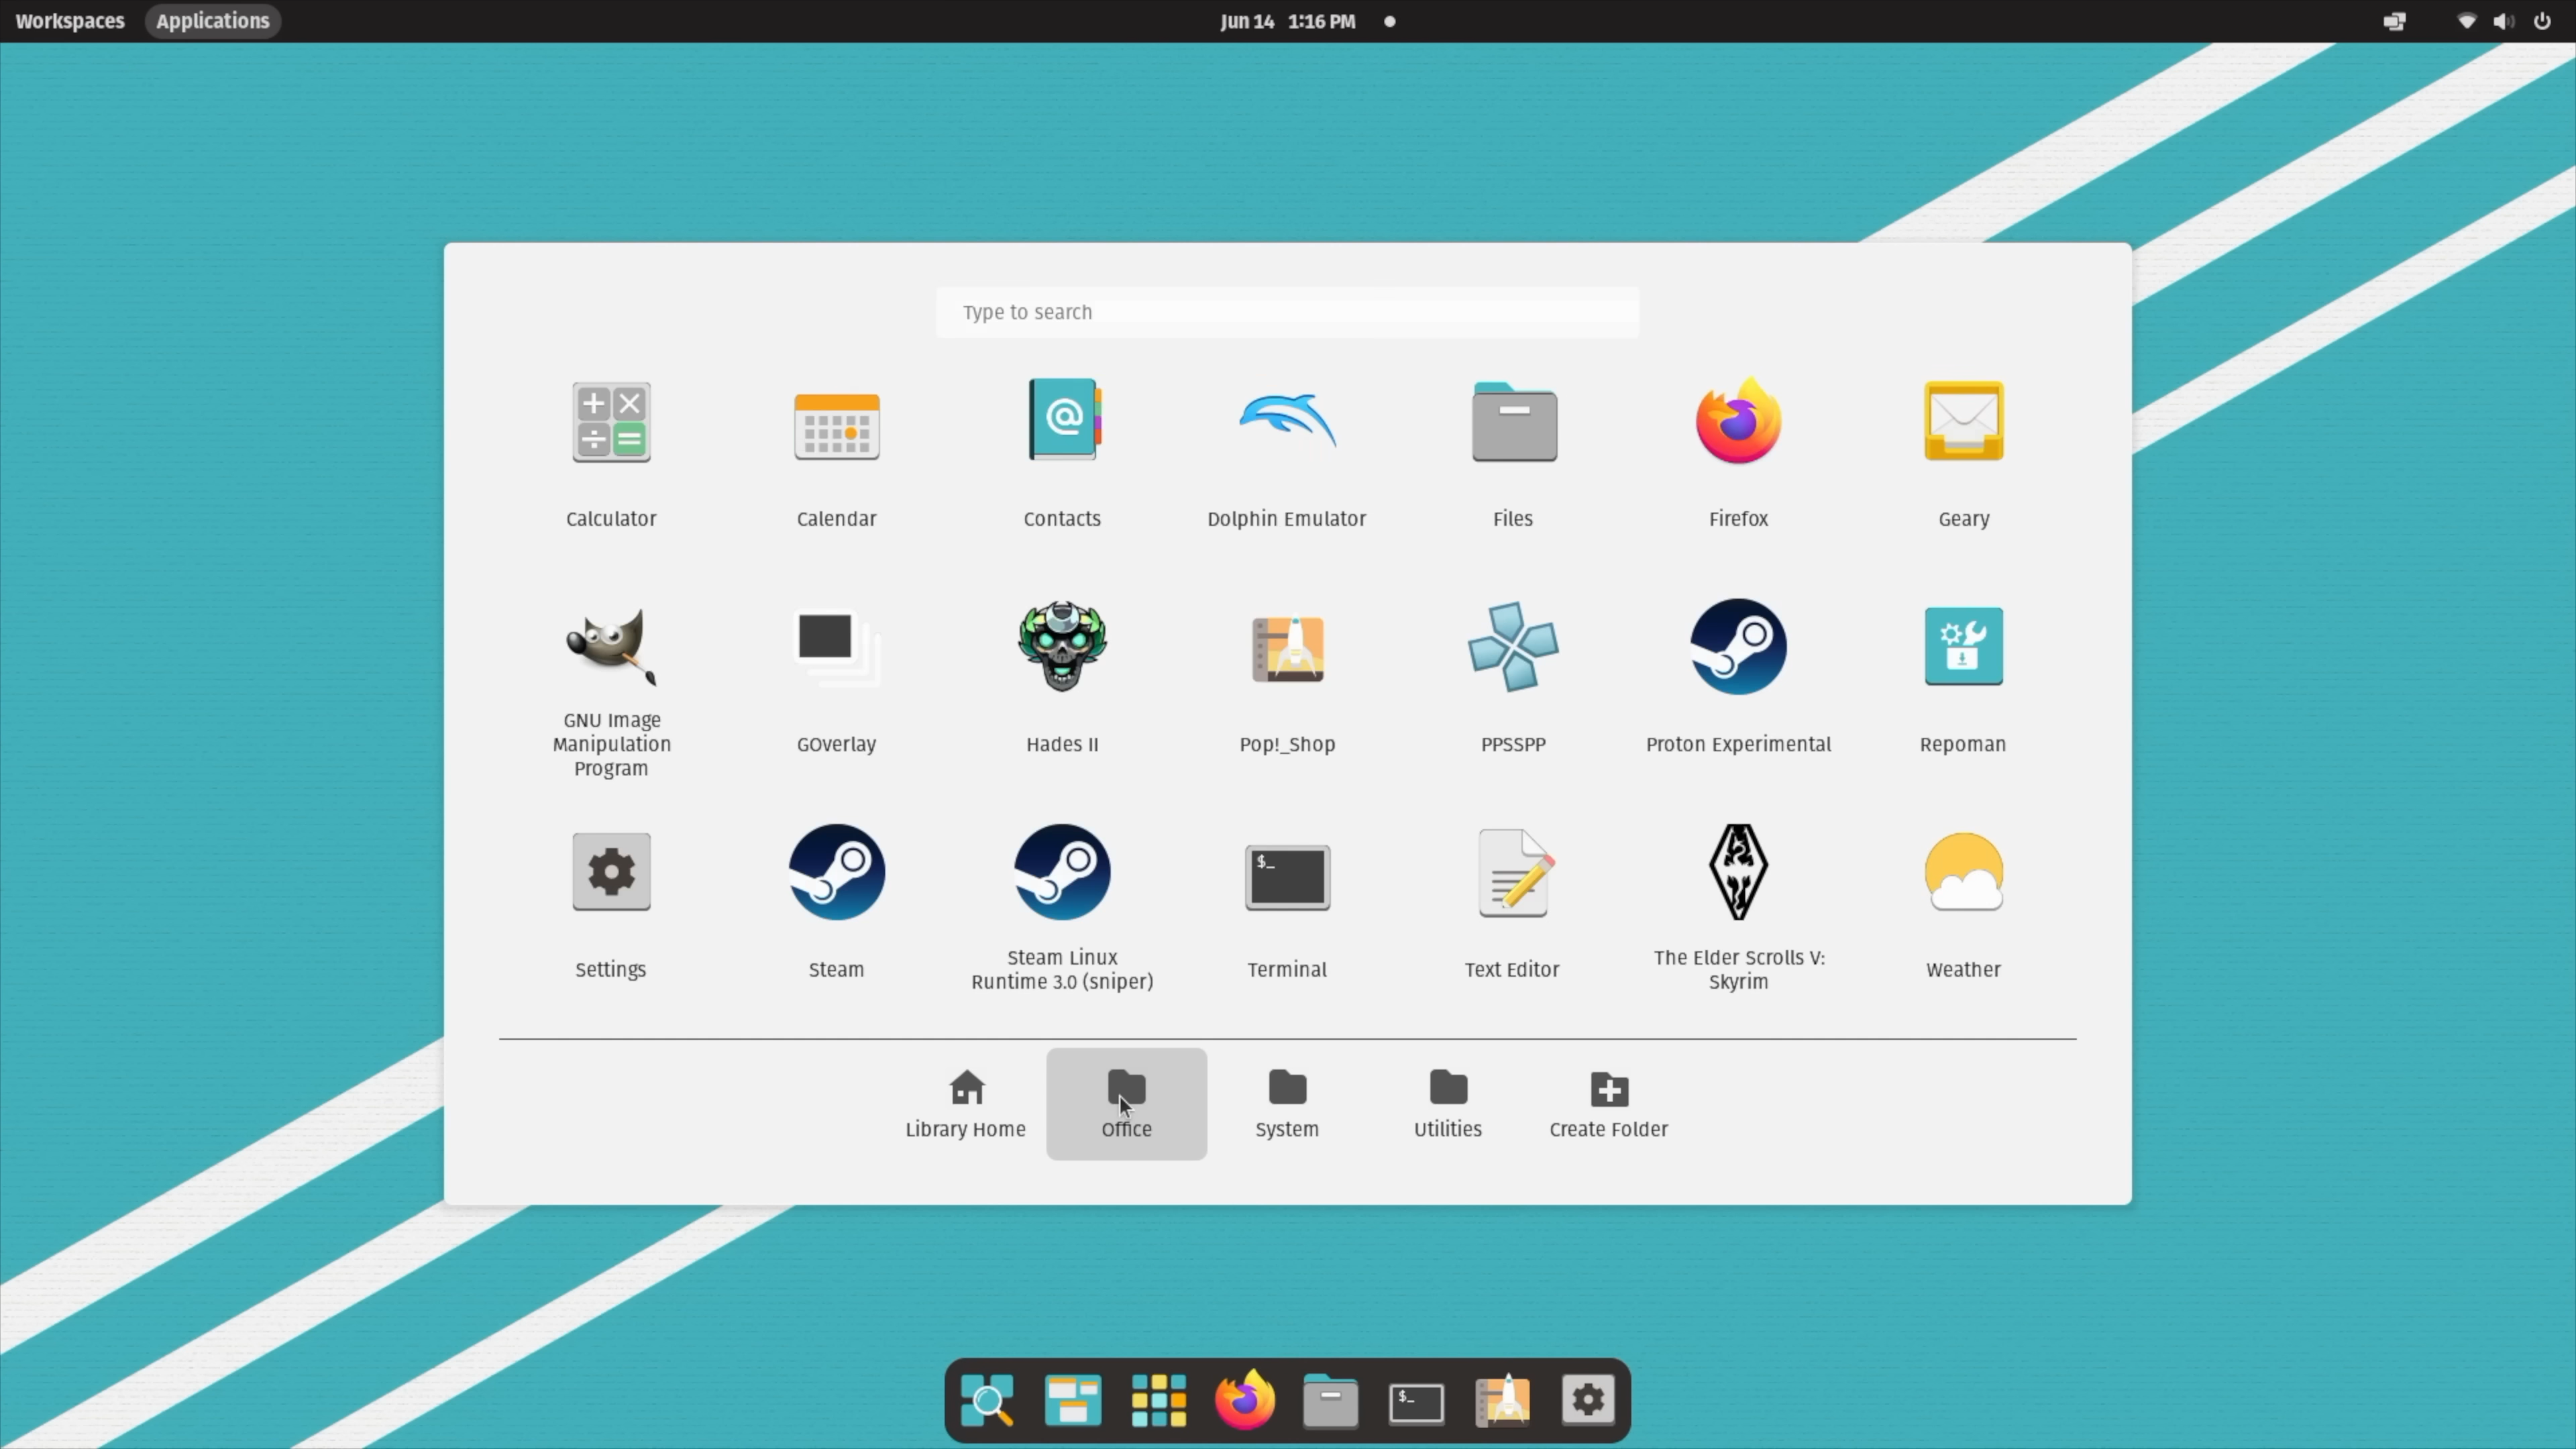 Workspaces
Applications
Jun 14 1:16 PM
Type to search
Calculator
Calendar
Contacts
Dolphin Emulator
Files
Firefox
Geary
GNU Image
Manipulation
Program
GOverlay
Hades II
Pop!_Shop
PPSSPP
Proton Experimental
Repoman
$_
Settings
Steam
Steam Linux
Runtime 3.0 (sniper)
Terminal
Text Editor
The Elder Scrolls V:
Skyrim
Weather
Library Home
Office
System
Utilities
Create Folder
$_